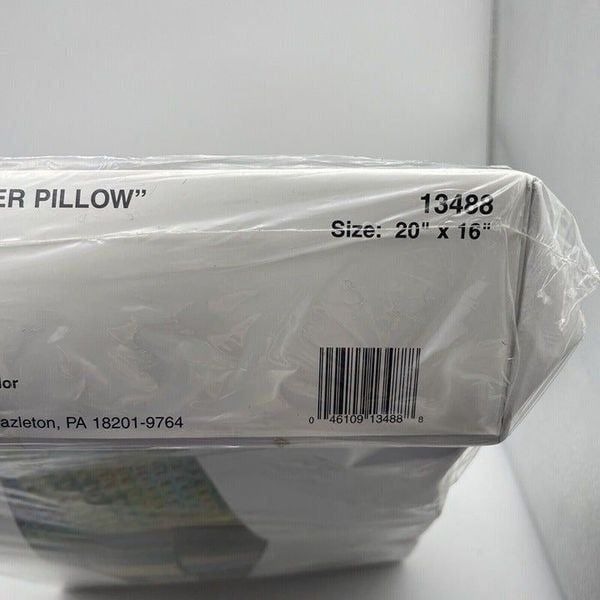 ER PILLOW”
13488
Size: 20" x 16"
lor
azleton, PA 18201-9764
0 46109 13488 8